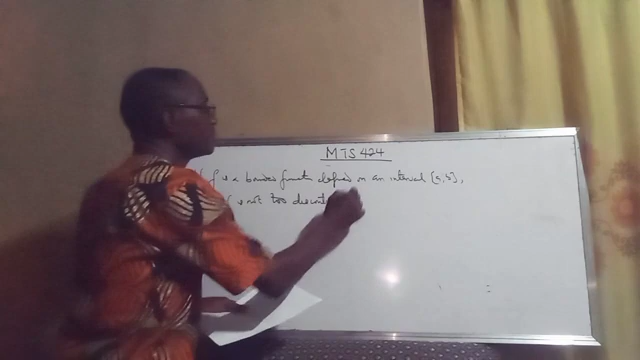 MTS 424
f is a bounded function defined on an interval [a,b],
f is not too discont